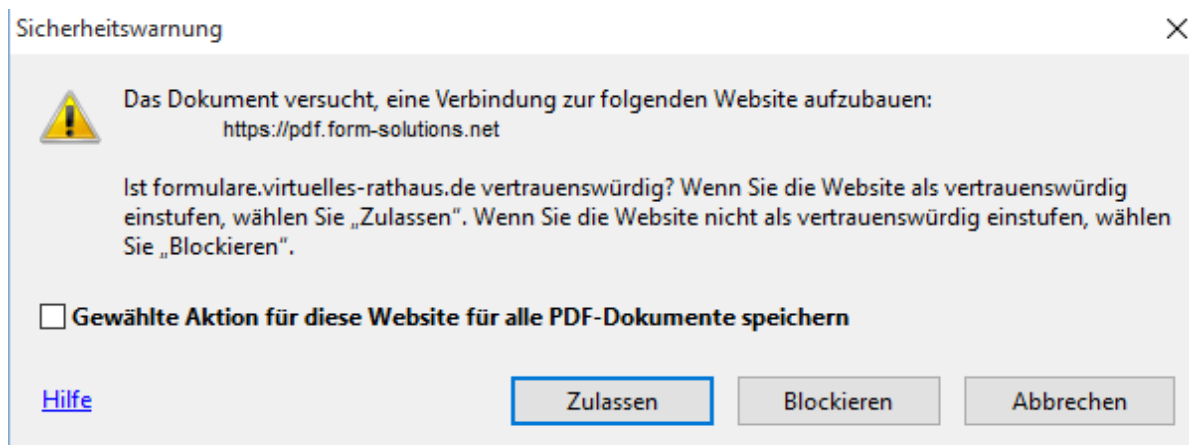 Sicherheitswarnung
Das Dokument versucht, eine Verbindung zur folgenden Website aufzubauen:
https://pdf.form-solutions.net
Ist formulare.virtuelles-rathaus.de vertrauenswürdig? Wenn Sie die Website als vertrauenswürdig
einstufen, wählen Sie „Zulassen“. Wenn Sie die Website nicht als vertrauenswürdig einstufen, wählen
Sie „Blockieren“.
Gewählte Aktion für diese Website für alle PDF-Dokumente speichern
Hilfe Zulassen Blockieren Abbrechen